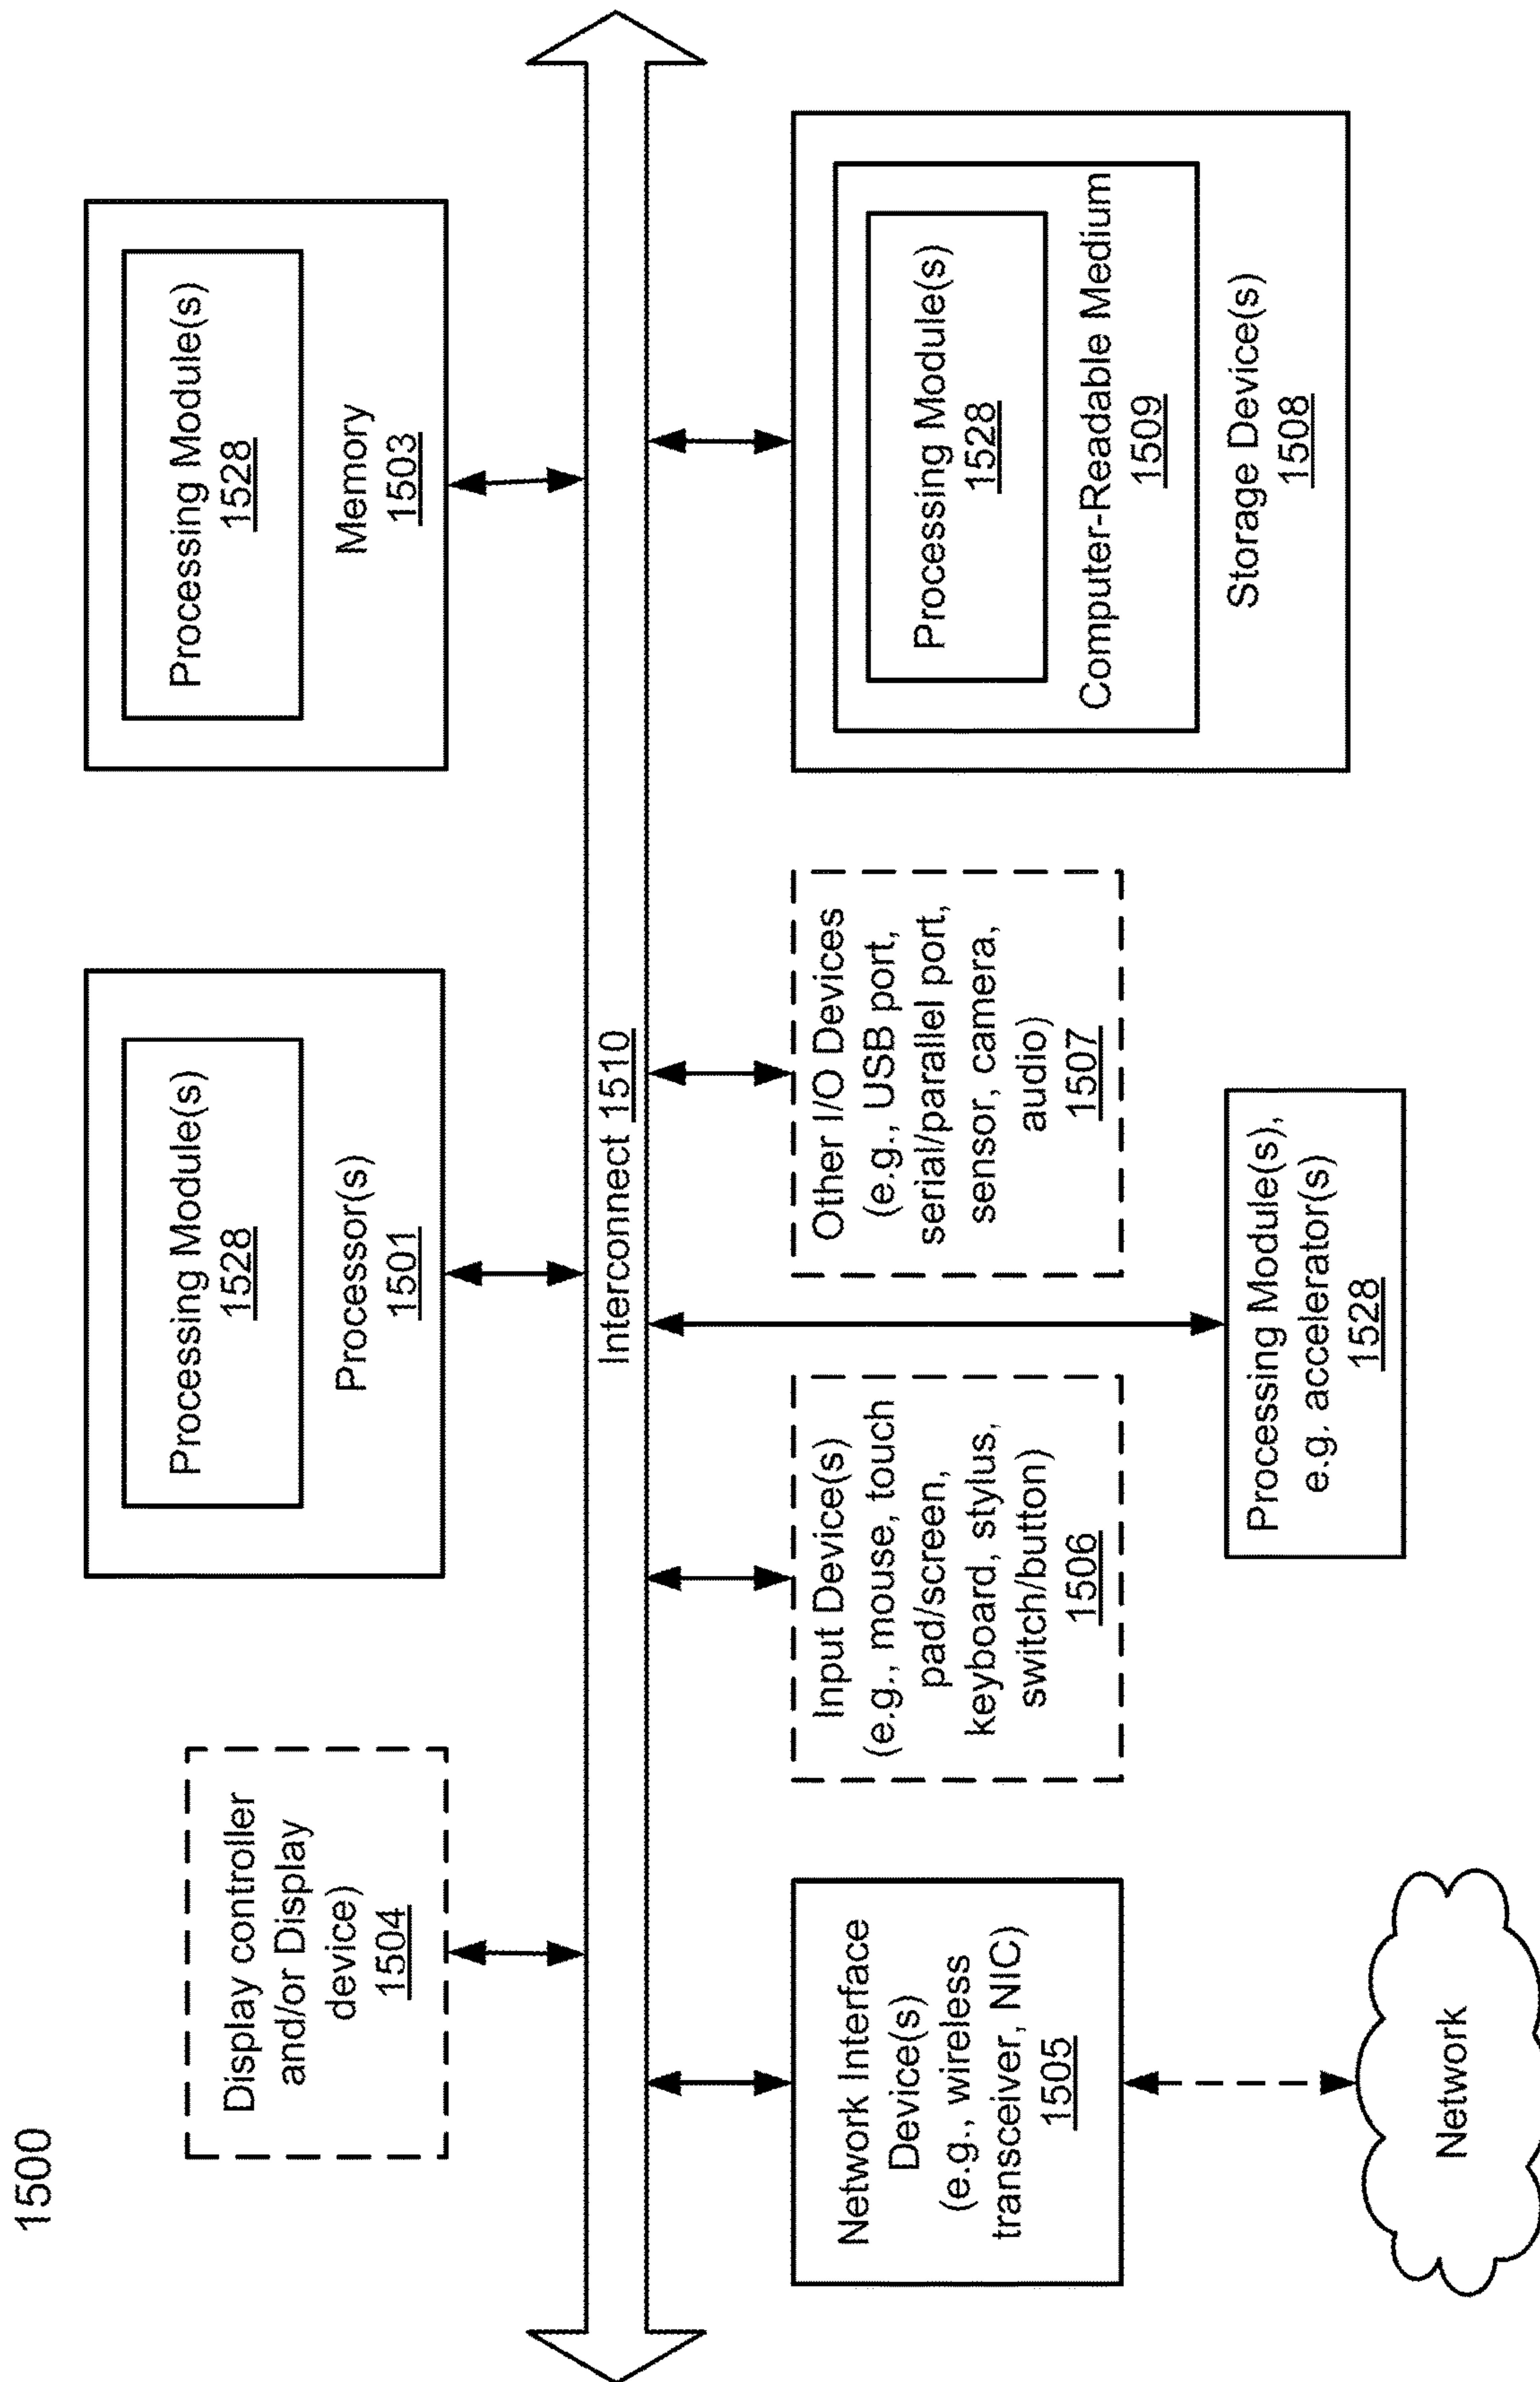 1500
Display controller
and/or Display
device)
1504
Processing Module(s)
1528
Processor(s)
1501
Processing Module(s)
1528
Memory
1503
Interconnect 1510
Network Interface
Device(s)
(e.g., wireless
transceiver, NIC)
1505
Input Device(s)
(e.g., mouse, touch
pad/screen,
keyboard, stylus,
switch/button)
1506
Other I/O Devices
(e.g., USB port,
serial/parallel port,
sensor, camera,
audio)
1507
Processing Module(s)
1528
Computer-Readable Medium
1509
Storage Device(s)
1508
Processing Module(s),
e.g. accelerator(s)
1528
Network